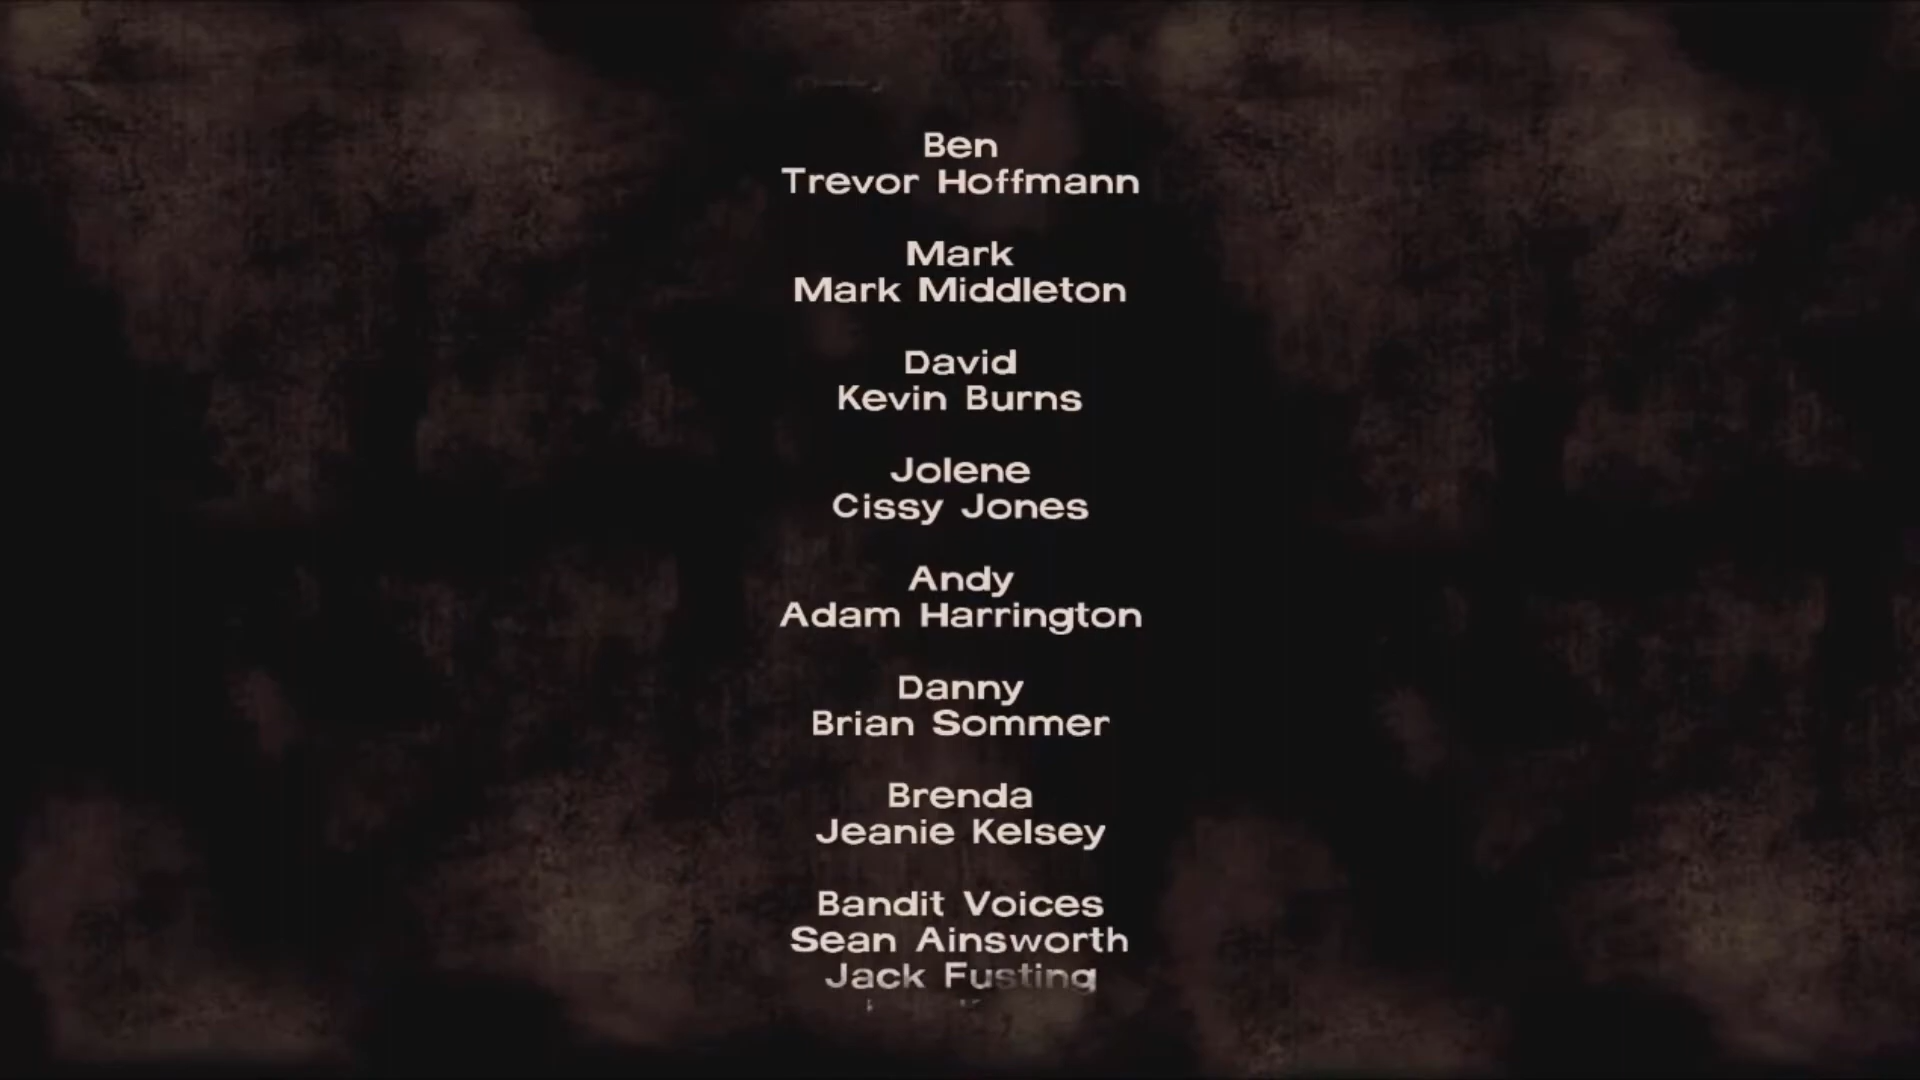 Ben
Trevor Hoffmann
Mark
Mark Middleton
David
Kevin Burns
Jolene
Cissy Jones
Andy
Adam Harrington
Danny
Brian Sommer
Brenda
Jeanie Kelsey
Bandit Voices
Sean Ainsworth
Jack Fusting